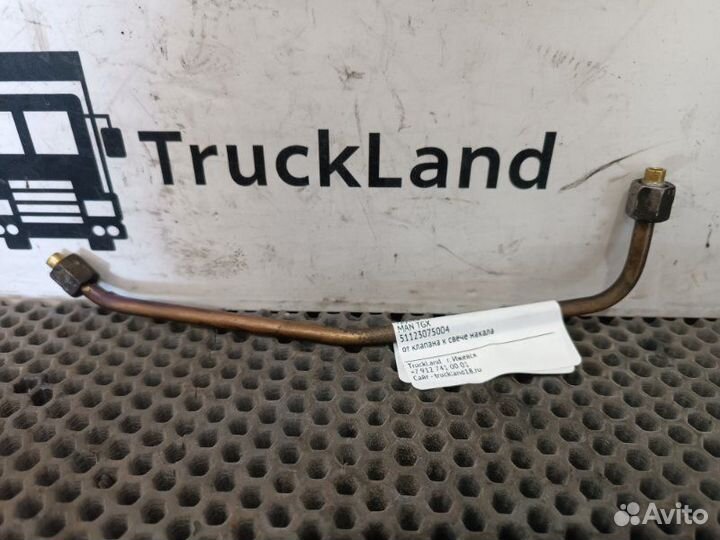 TruckLand
MAN TGX
51123075004
от клапана к свече накала
TruckLand г. Ижевск
+7 912 741 00 01
Сайт - truckland18.ru
Avito